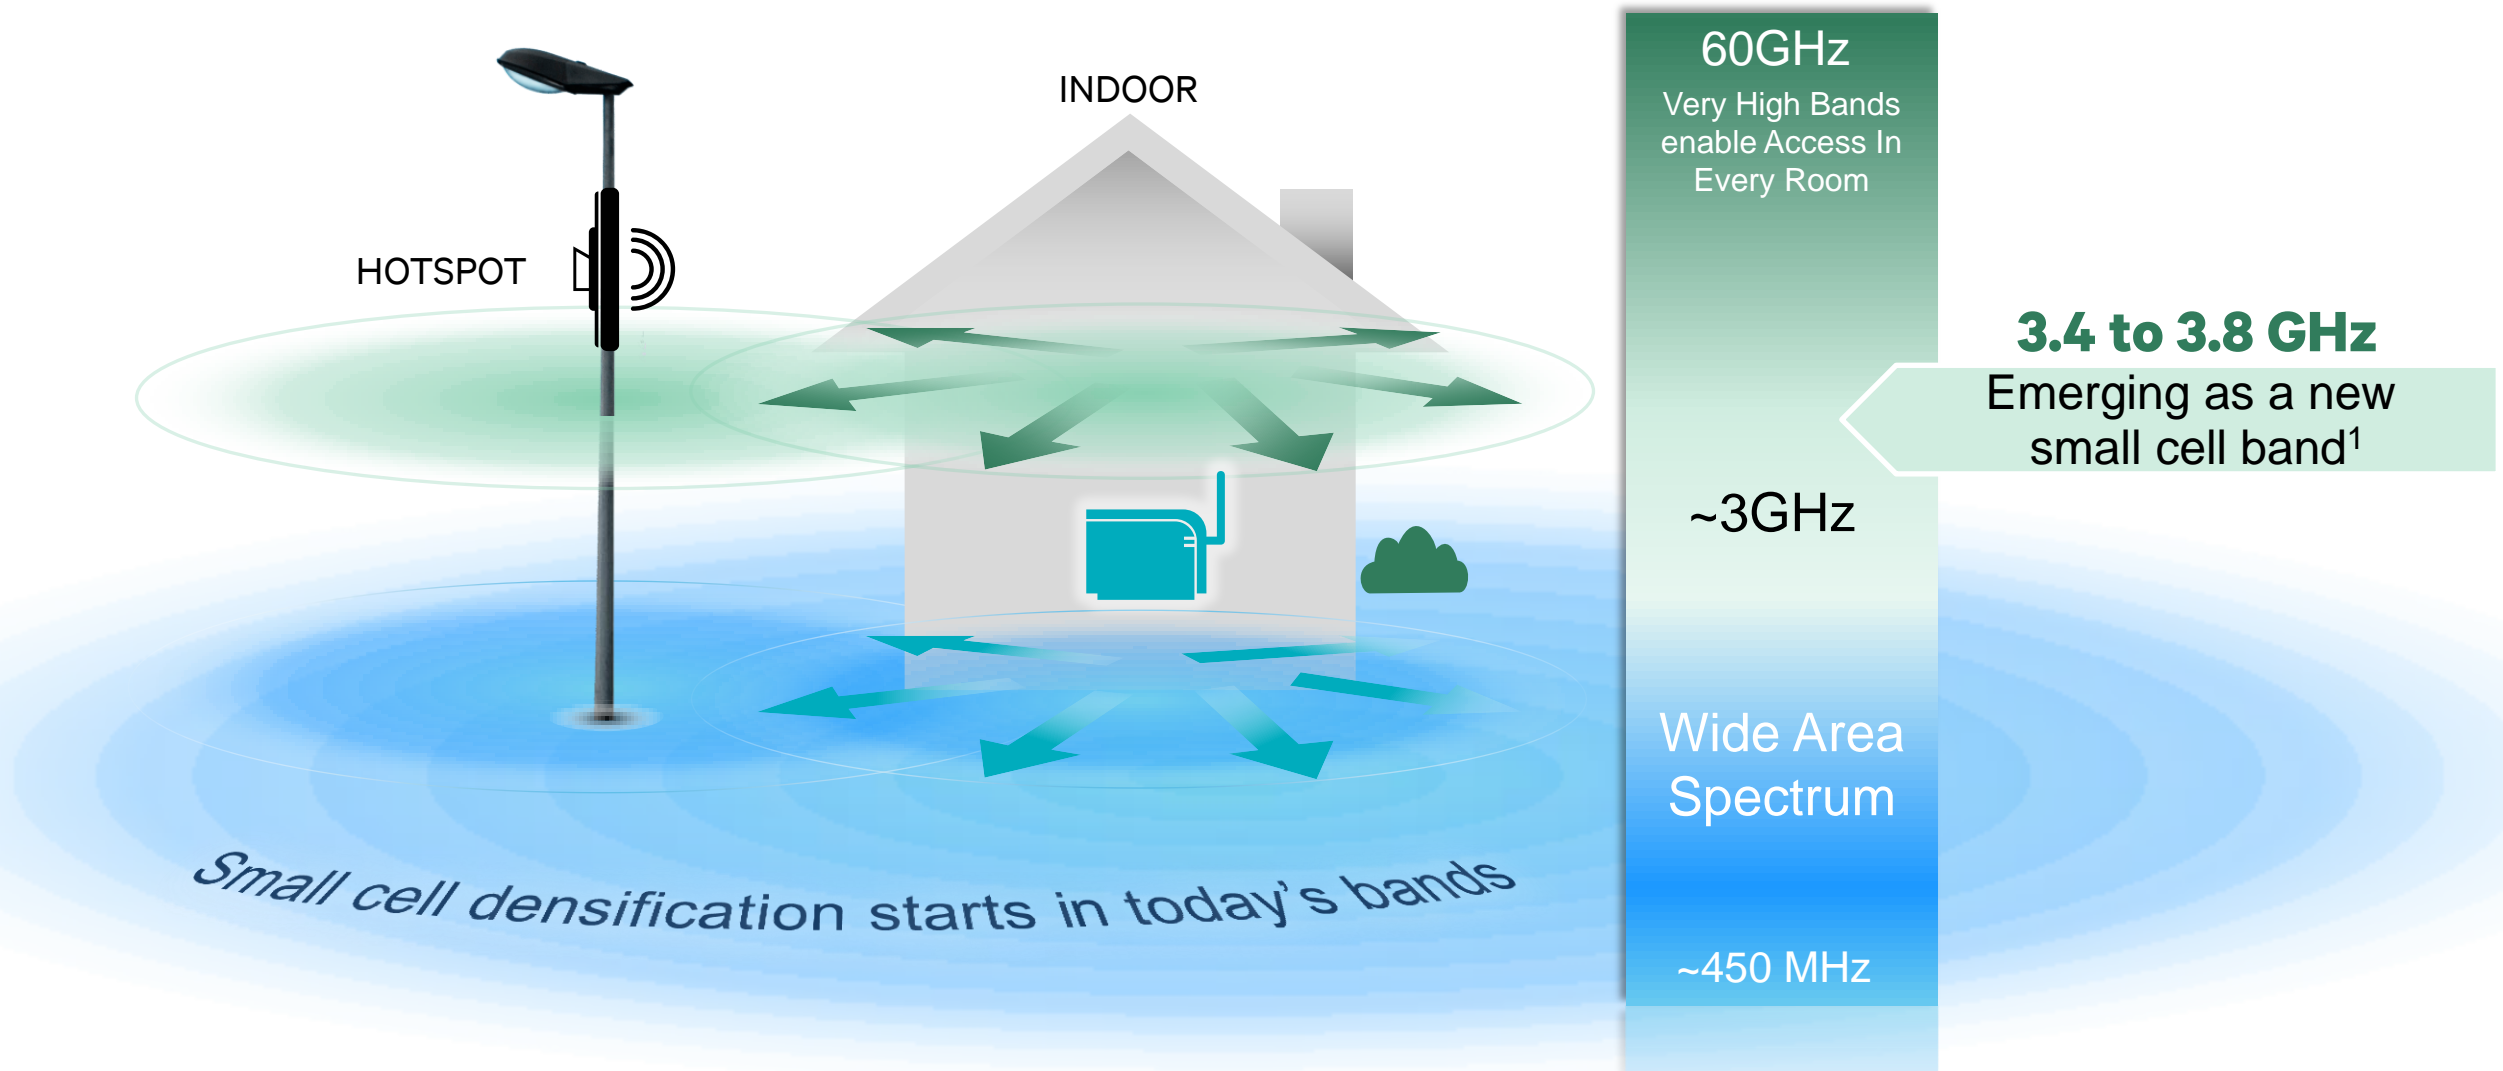 INDOOR
HOTSPOT
60GHz
Very High Bands
enable Access In
Every Room
3.4 to 3.8 GHz
Emerging as a new
small cell band¹
~3GHz
Wide Area
Spectrum
~450 MHz
Small cell densification starts in today’s bands